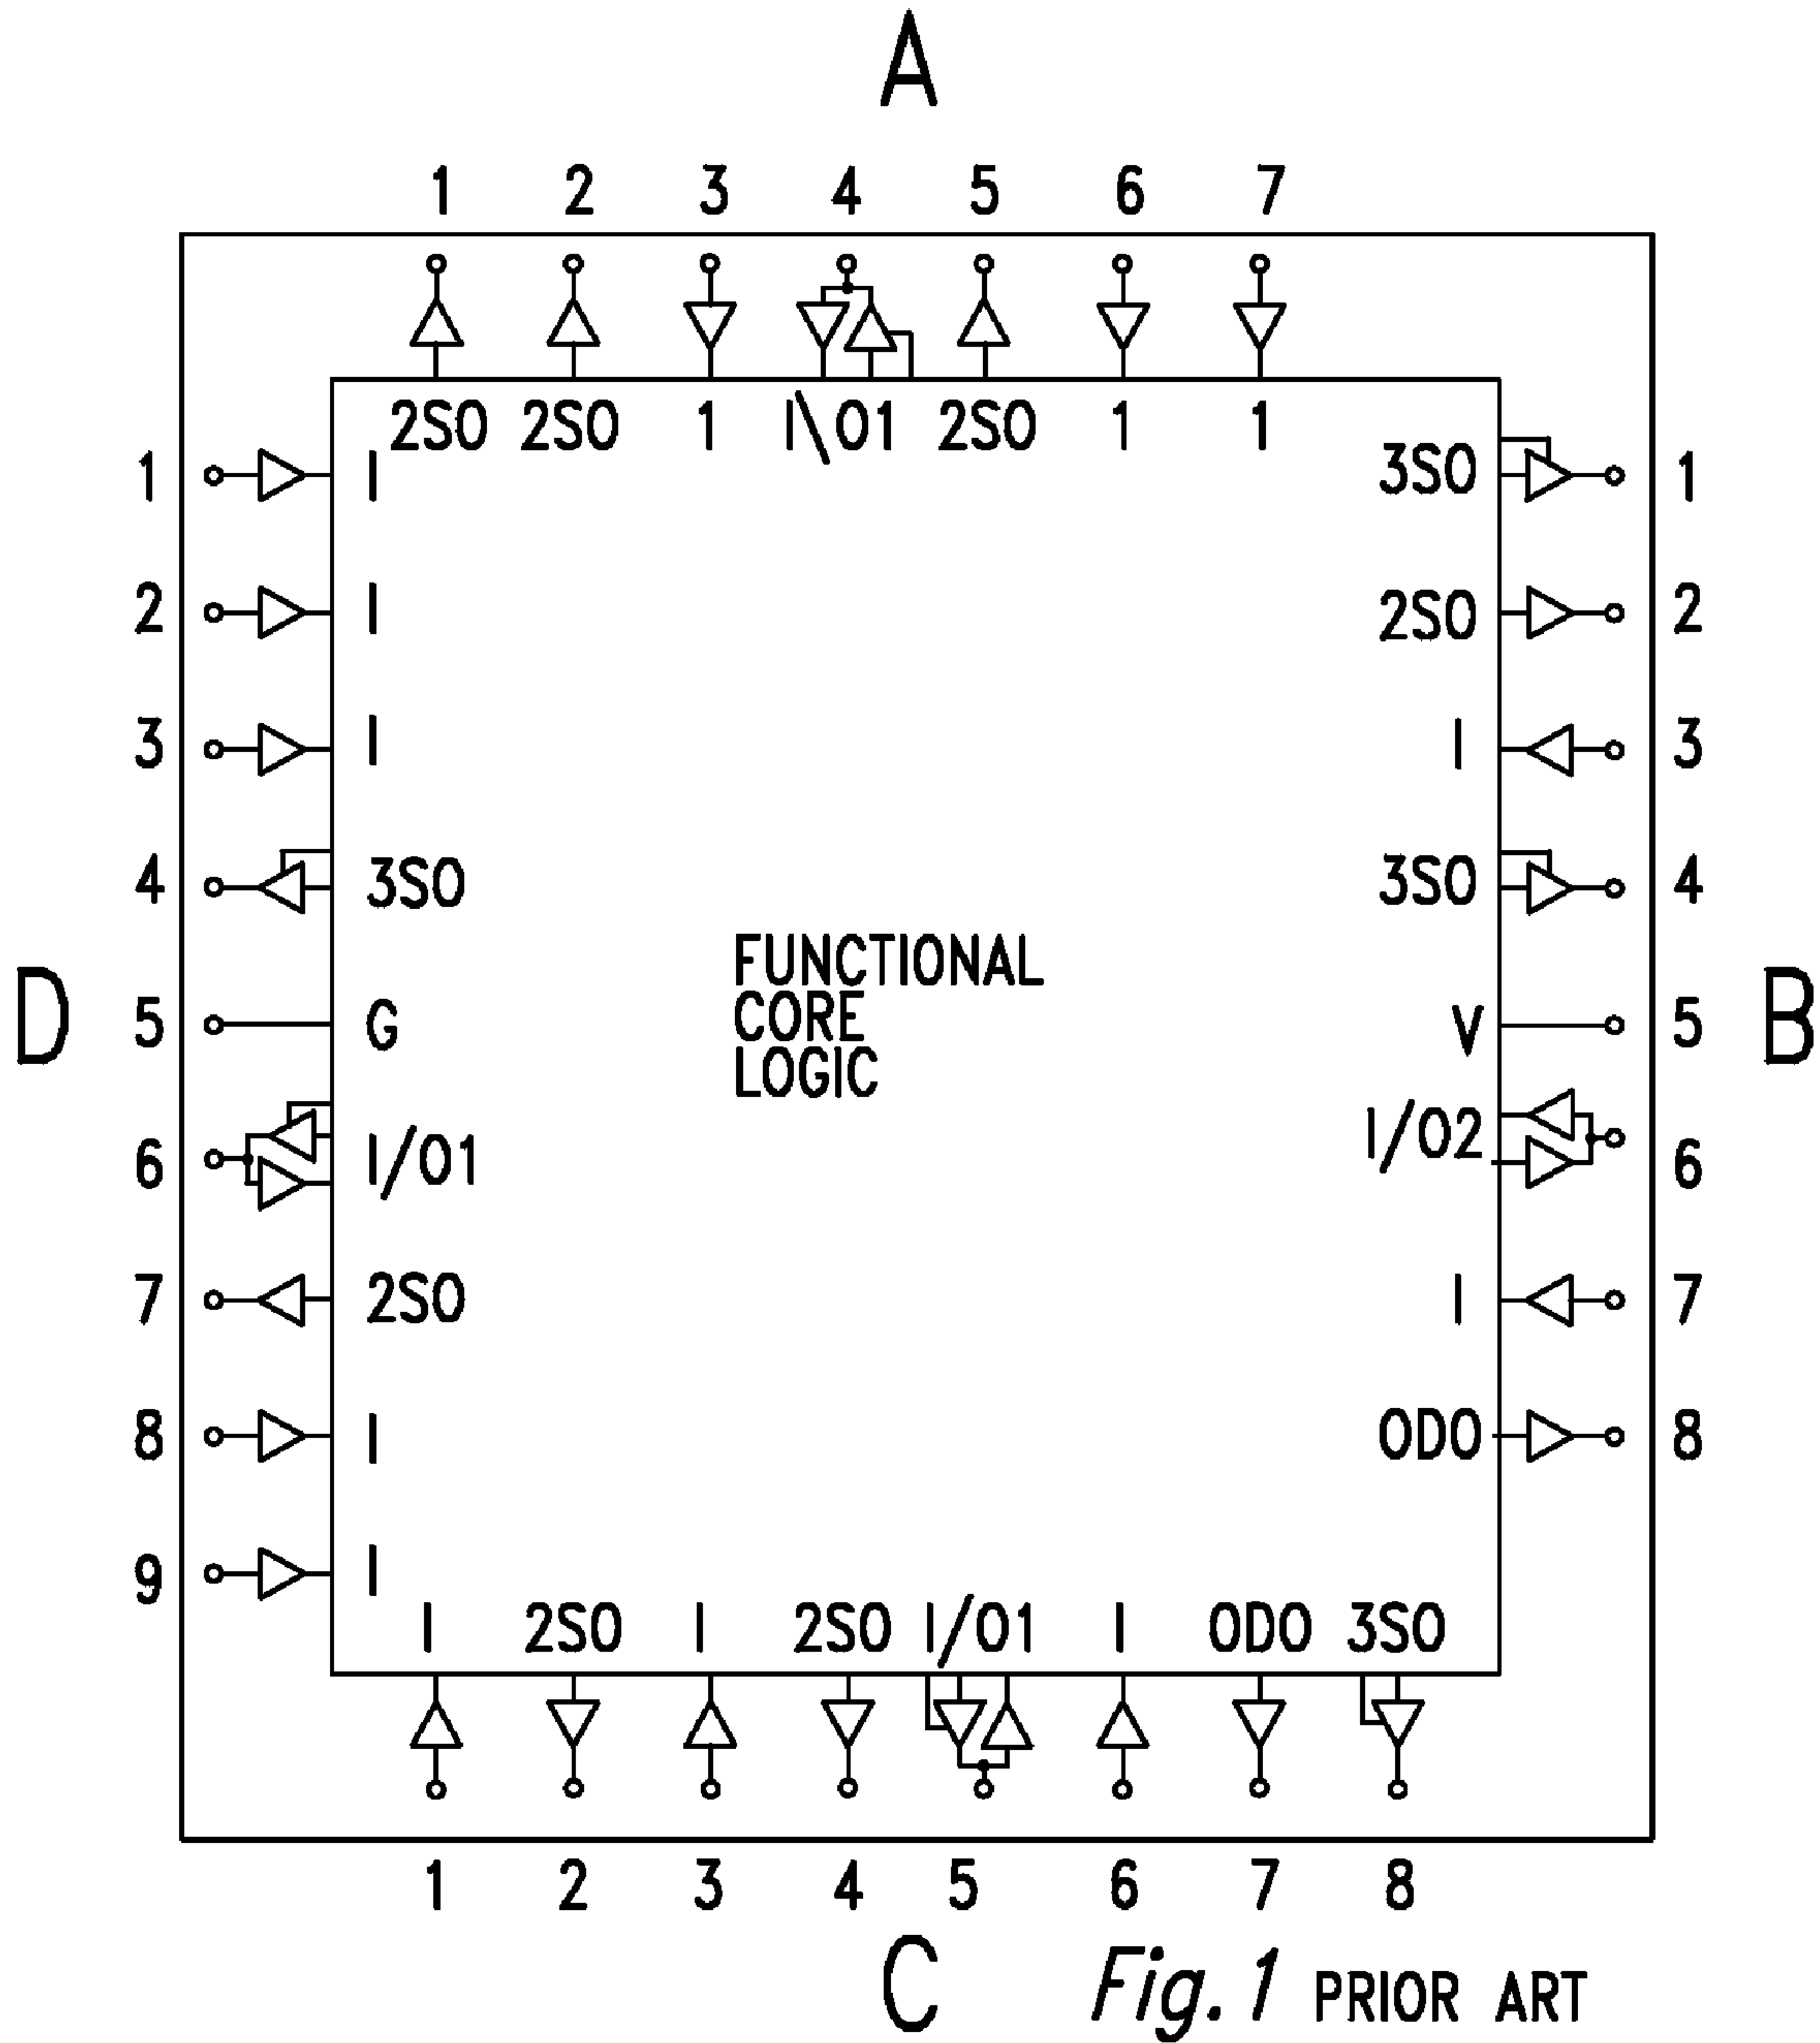 A
1 2 3 4 5 6 7
2SO 2SO 1 I\O1 2SO 1 1
1 I 3SO 1
2 I 2SO 2
3 I I 3
4 3SO 3SO 4
FUNCTIONAL
CORE
LOGIC
D 5 G V 5 B
6 I/O1 I/O2 6
7 2SO I 7
8 I ODO 8
9 I
I 2SO I 2SO I/O1 I ODO 3SO
1 2 3 4 5 6 7 8
C
Fig. 1 PRIOR ART